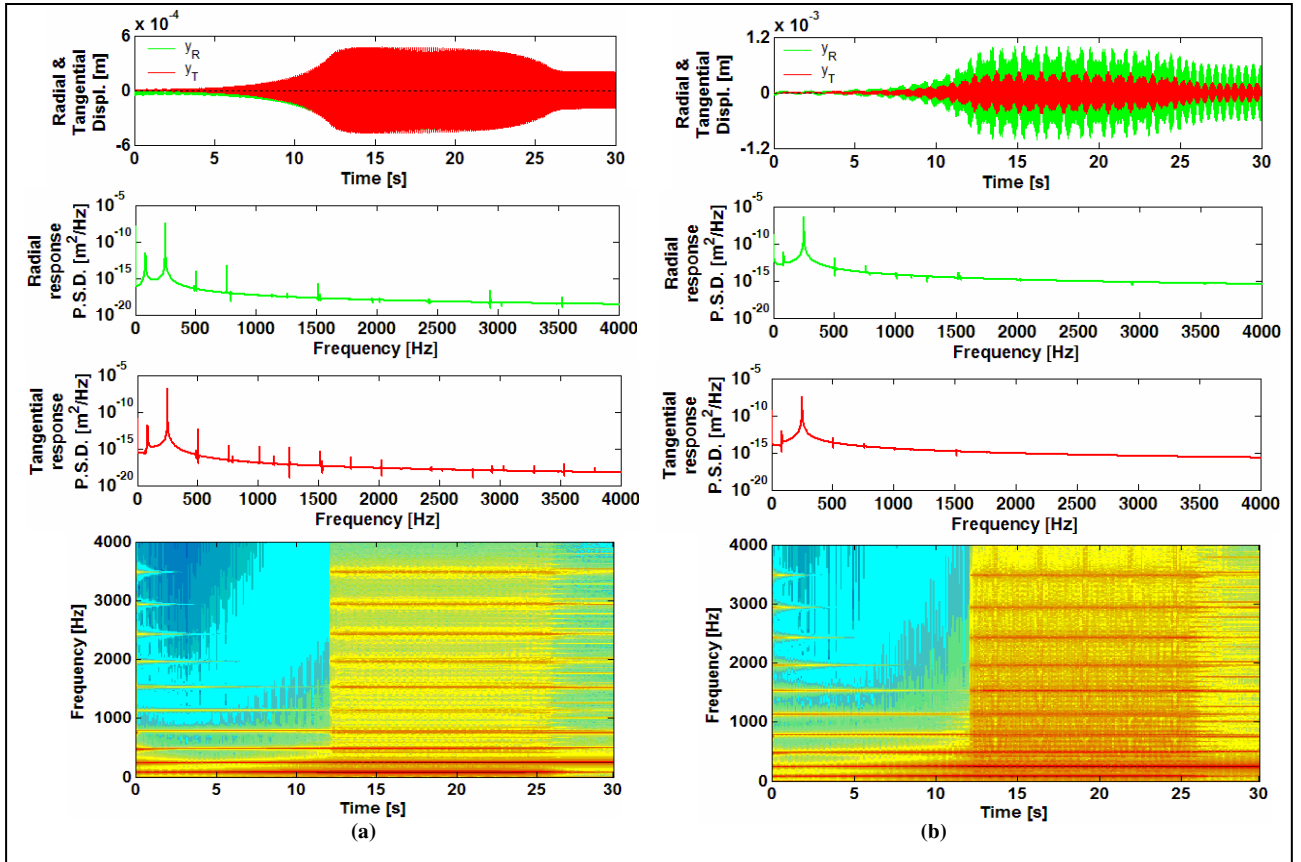 x 10-4
6
0
-6
Radial &
Tangential
Displ. [m]
yR
yT
0 5 10 15 20 25 30
Time [s]
10-5
10-10
10-15
10-20
Radial
response
P.S.D. [m2/Hz]
0 500 1000 1500 2000 2500 3000 3500 4000
Frequency [Hz]
10-5
10-10
10-15
10-20
Tangential
response
P.S.D. [m2/Hz]
0 500 1000 1500 2000 2500 3000 3500 4000
Frequency [Hz]
4000
3000
2000
1000
0
Frequency [Hz]
0 5 10 15 20 25 30
Time [s]
(a)
x 10-3
1.2
0
-1.2
Radial &
Tangential
Displ. [m]
yR
yT
0 5 10 15 20 25 30
Time [s]
10-5
10-10
10-15
10-20
Radial
response
P.S.D. [m2/Hz]
0 500 1000 1500 2000 2500 3000 3500 4000
Frequency [Hz]
10-5
10-10
10-15
10-20
Tangential
response
P.S.D. [m2/Hz]
0 500 1000 1500 2000 2500 3000 3500 4000
Frequency [Hz]
4000
3000
2000
1000
0
Frequency [Hz]
0 5 10 15 20 25 30
Time [s]
(b)